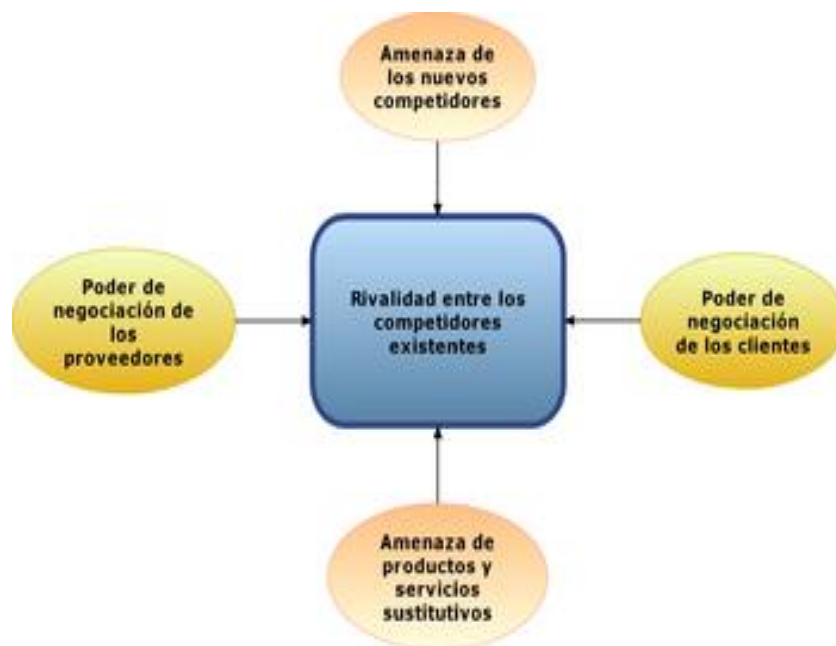 Amenaza de
los nuevos
competidores
Poder de
negociación de
los
proveedores
Rivalidad entre los
competidores
existentes
Poder de
negociación
de los clientes
Amenaza de
productos y
servicios
sustitutivos